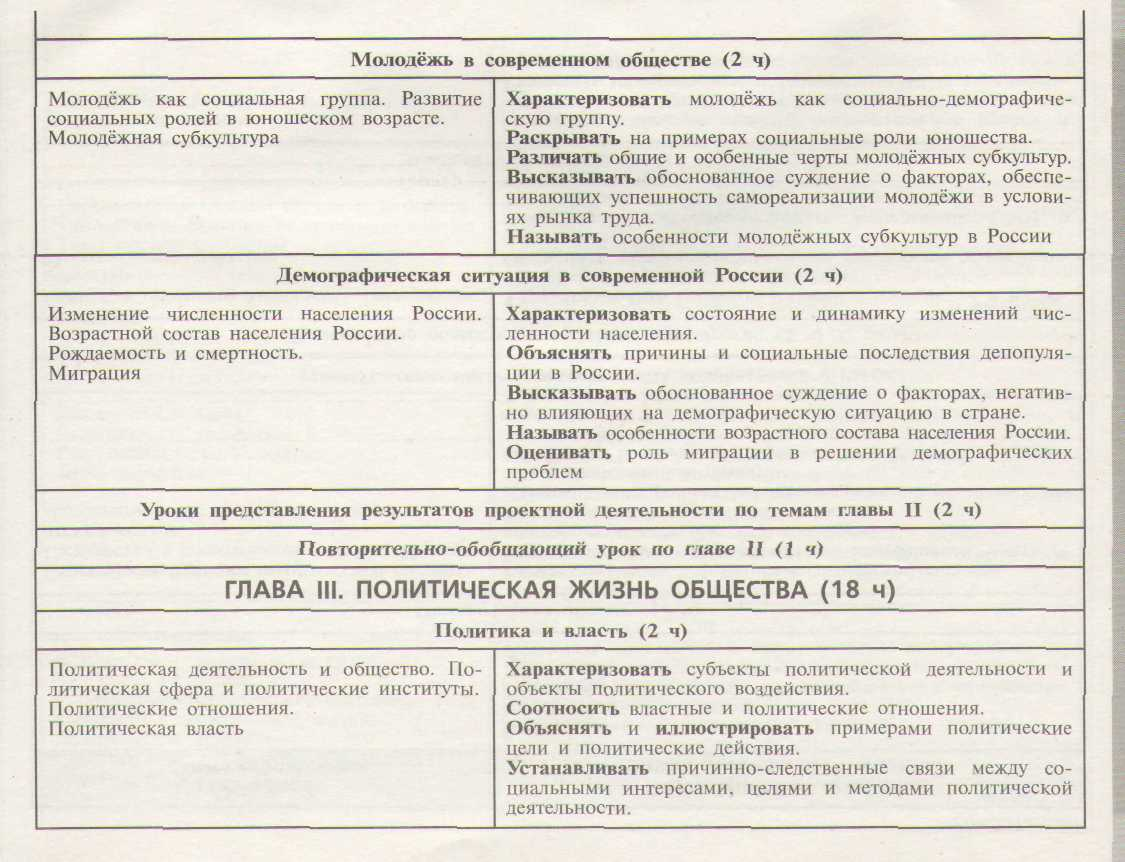 Молодёжь в современном обществе (2 ч)
Молодёжь как социальная группа. Развитие
социальных ролей в юношеском возрасте.
Молодёжная субкультура
Характеризовать молодёжь как социально-демографиче-
скую группу.
Раскрывать на примерах социальные роли юношества.
Различать общие и особенные черты молодёжных субкультур.
Высказывать обоснованное суждение о факторах, обеспе-
чивающих успешность самореализации молодёжи в услови-
ях рынка труда.
Называть особенности молодёжных субкультур в России
Демографическая ситуация в современной России (2 ч)
Изменение численности населения России.
Возрастной состав населения России.
Рождаемость и смертность.
Миграция
Характеризовать состояние и динамику изменений чис-
ленности населения.
Объяснять причины и социальные последствия депопуля-
ции в России.
Высказывать обоснованное суждение о факторах, негатив-
но влияющих на демографическую ситуацию в стране.
Называть особенности возрастного состава населения России.
Оценивать роль миграции в решении демографических
проблем
Уроки представления результатов проектной деятельности по темам главы II (2 ч)
Повторительно-обобщающий урок по главе II (1 ч)
ГЛАВА III. ПОЛИТИЧЕСКАЯ ЖИЗНЬ ОБЩЕСТВА (18 ч)
Политика и власть (2 ч)
Политическая деятельность и общество. По-
литическая сфера и политические институты.
Политические отношения.
Политическая власть
Характеризовать субъекты политической деятельности и
объекты политического воздействия.
Соотносить властные и политические отношения.
Объяснять и иллюстрировать примерами политические
цели и политические действия.
Устанавливать причинно-следственные связи между со-
циальными интересами, целями и методами политической
деятельности.